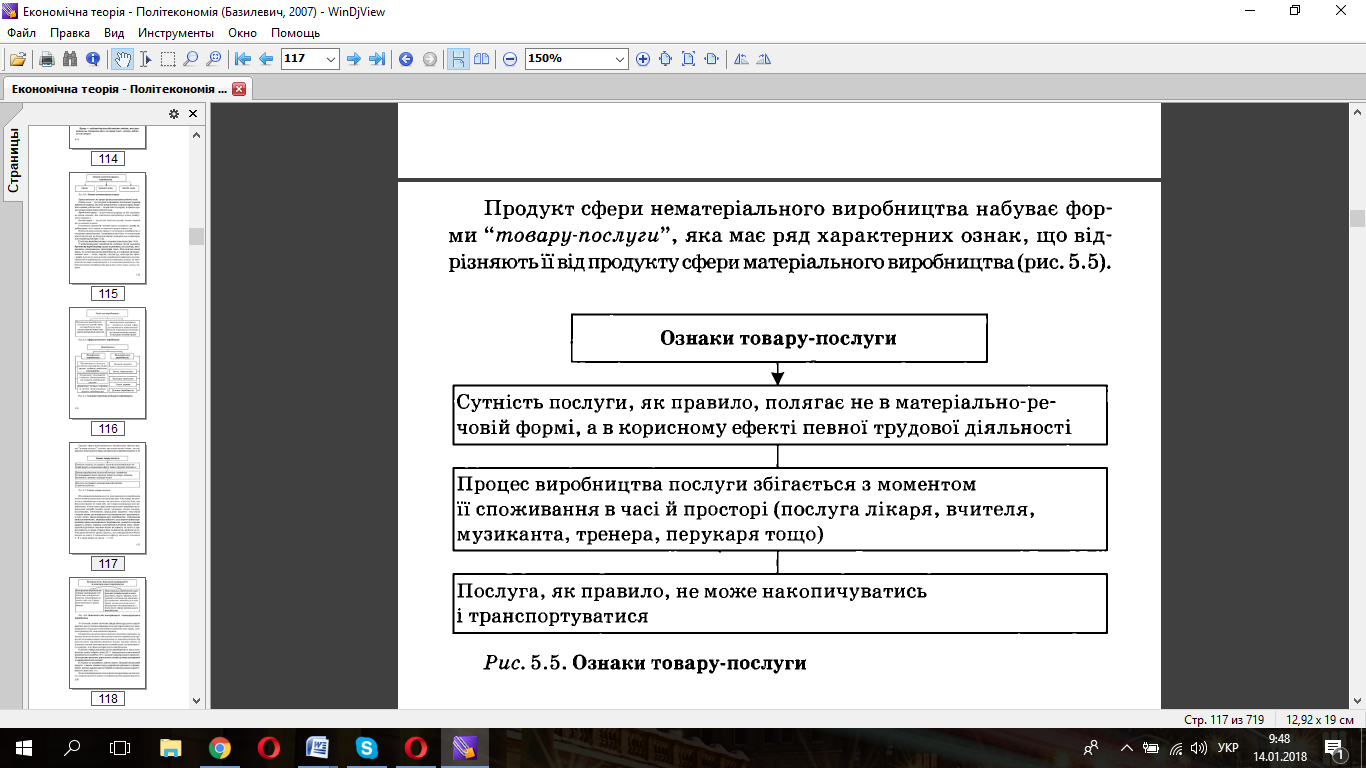 Економічна теорія - Політекономія (Базилевич, 2007) - WinDjView
Файл Правка Вид Инструменты Окно Помощь
117
150%
Економічна теорія - Політекономія ...
Страницы
114
115
116
117
118
Продукт сфери нематеріального виробництва набуває фор-
ми “товару-послуги”, яка має ряд характерних ознак, що від-
різняють її від продукту сфери матеріального виробництва (рис. 5.5).
Ознаки товару-послуги
Сутність послуги, як правило, полягає не в матеріально-ре-
човій формі, а в корисному ефекті певної трудової діяльності
Процес виробництва послуги збігається з моментом
її споживання в часі й просторі (послуга лікаря, вчителя,
музиканта, тренера, перукаря тощо)
Послуга, як правило, не може накопичуватись
і транспортуватися
Рис. 5.5. Ознаки товару-послуги
Стр. 117 из 719 12,92 x 19 см
УКР
9:48
14.01.2018
1